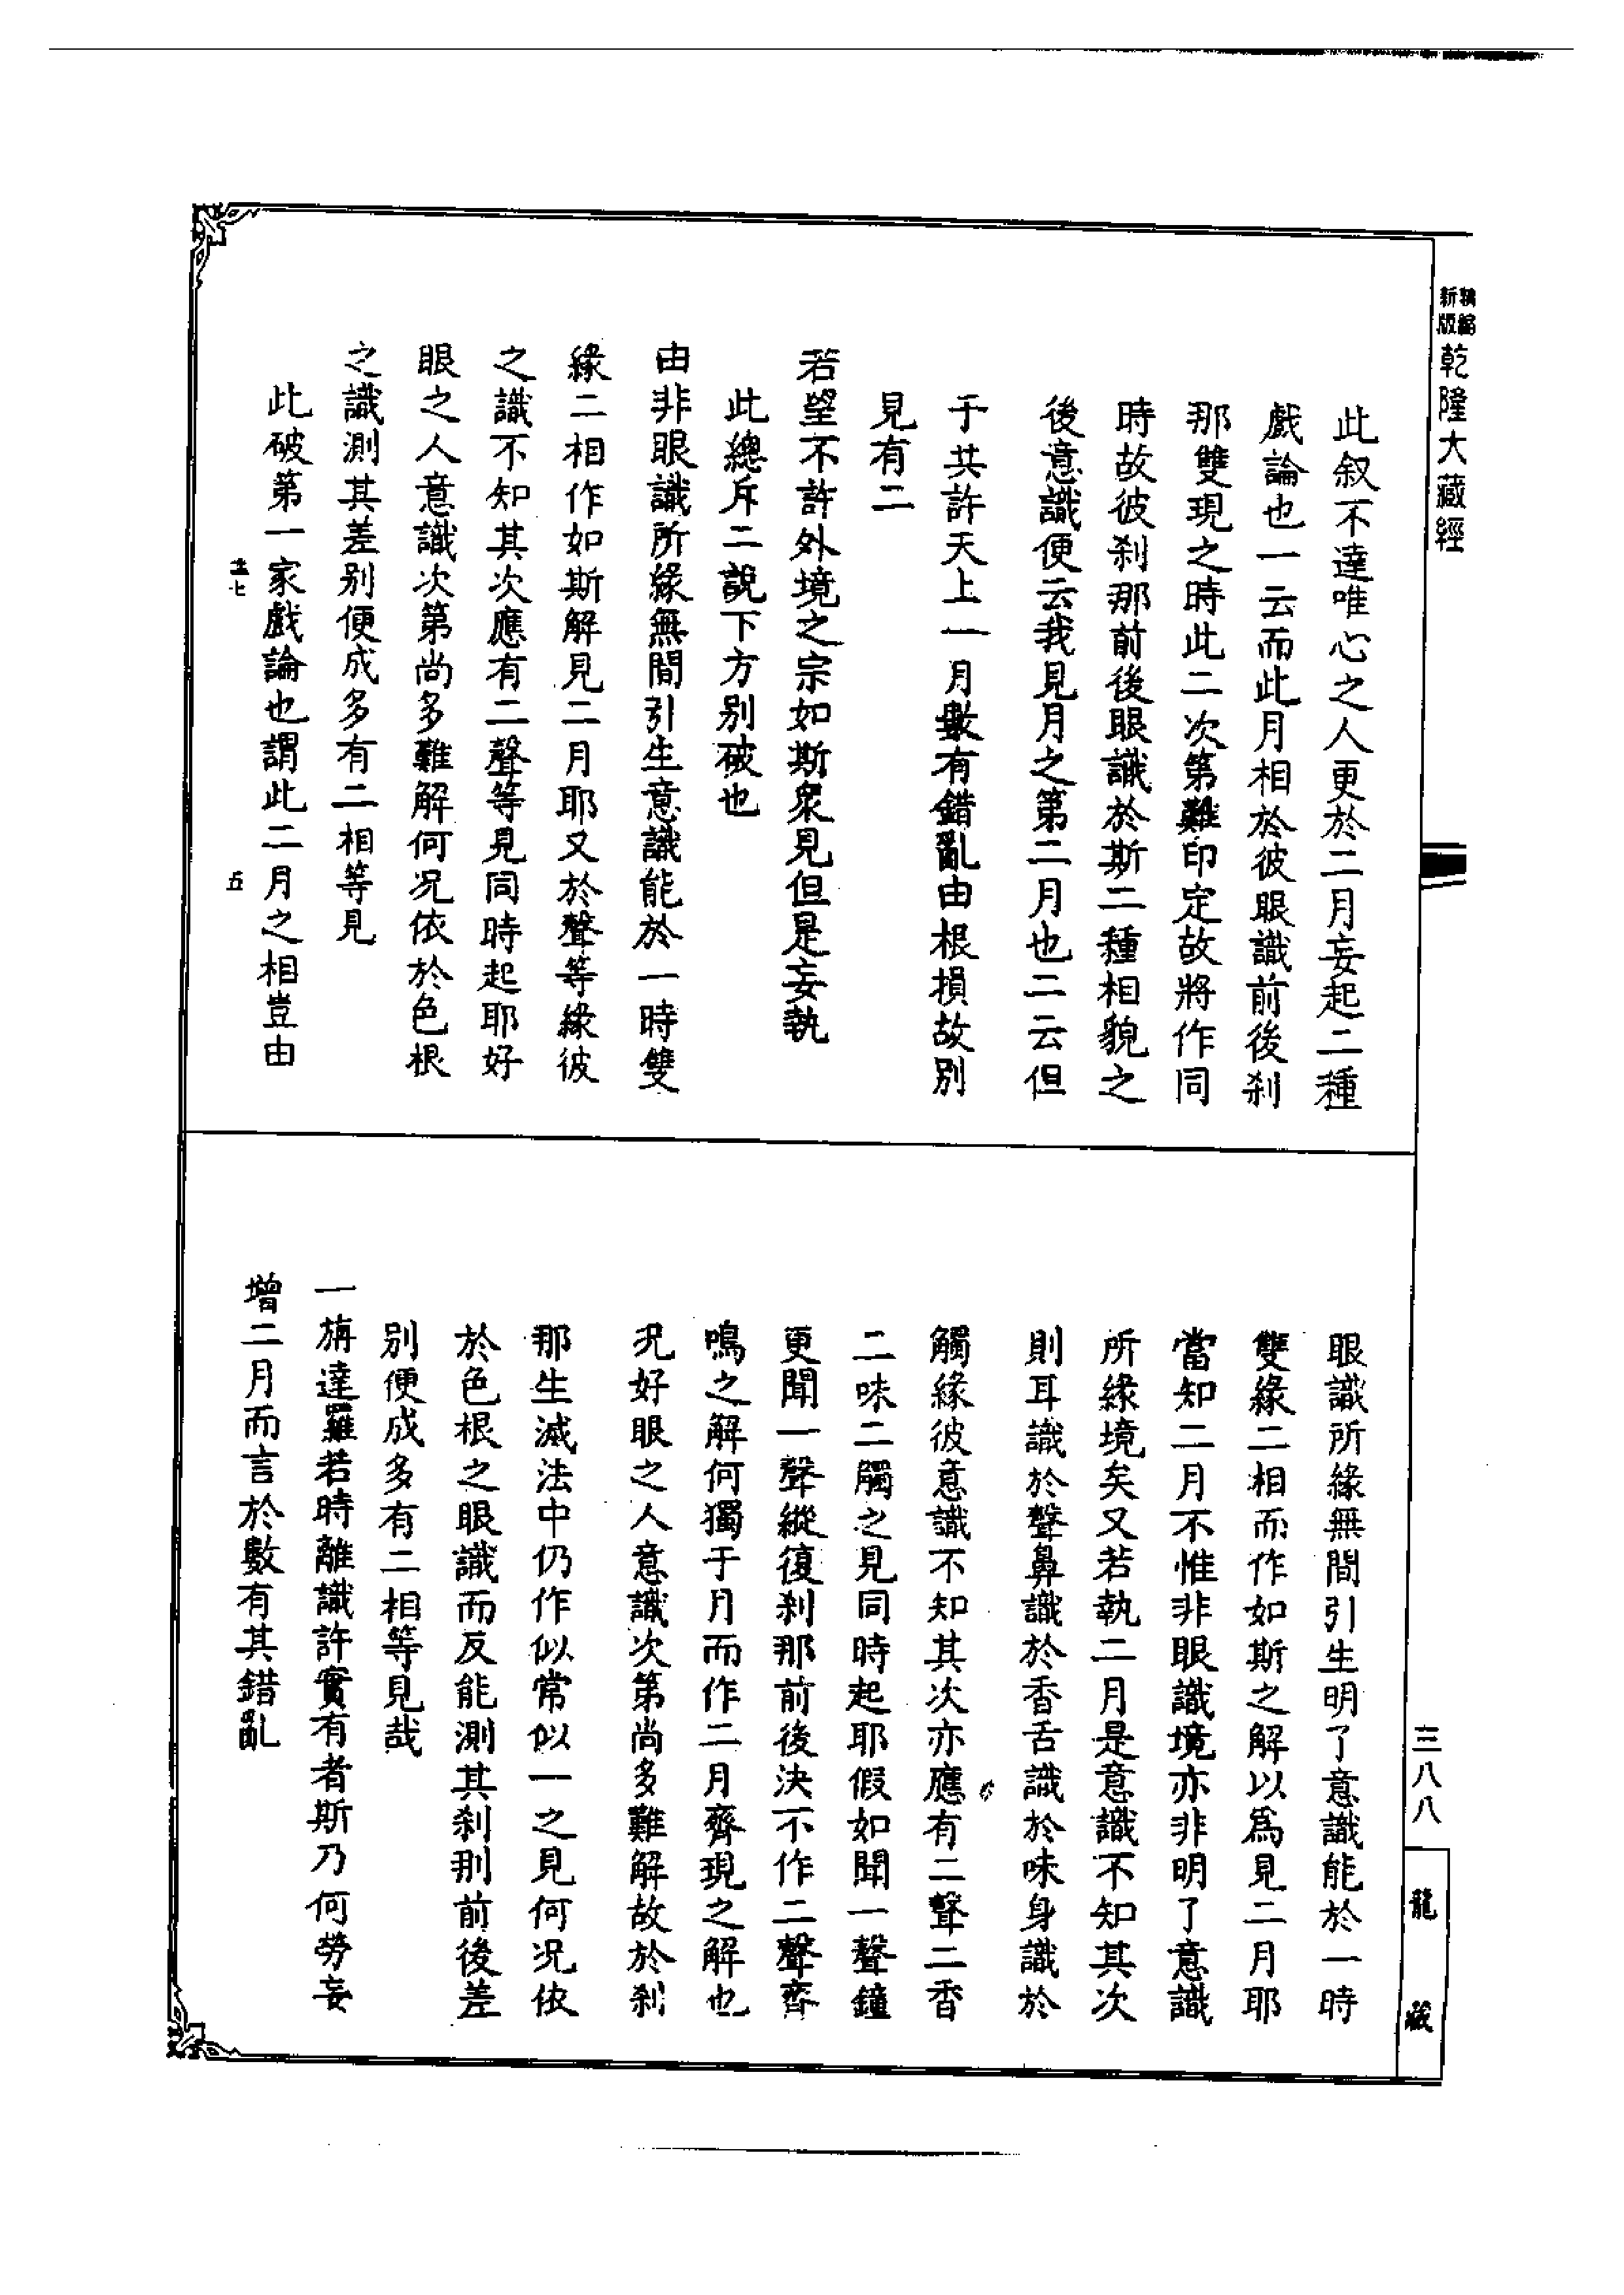 精縮
新版
乾隆大藏經
此叙不達唯心之人更於二月妄起二種
戲論也一云而此月相於彼眼識前後刹
那雙現之時此二次第難印定故將作同
時故彼刹那前後眼識於斯二種相貌之
後意識便云我見月之第二月也二云但
于共許天上一月數有錯亂由根損故別
見有二
若望不許外境之宗如斯衆見但是妄執
此總斥二說下方別破也
由非眼識所緣無間引生意識能於一時雙
緣二相作如斯解見二月耶又於聲等緣彼
之識不知其次應有二聲等見同時起耶好
眼之人意識次第尚多難解何况依於色根
之識測其差別便成多有二相等見
此破第一家戲論也謂此二月之相豈由
五
眼識所緣無間引生明了意識能於一時
雙緣二相而作如斯之解以爲見二月耶
當知二月不惟非眼識境亦非明了意識
所緣境矣又若執二月是意識不知其次
則耳識於聲鼻識於香舌識於味身識於
觸緣彼意識不知其次亦應有二聲二香
二味二觸之見同時起耶假如聞一聲鐘
更聞一聲縱復刹那前後決不作二聲齊
鳴之解何獨于月而作二月齊現之解也
况好眼之人意識次第尚多難解故於刹
那生滅法中仍作似常似一之見何况依
於色根之眼識而反能測其刹那前後差
別便成多有二相等見哉
一旃達羅若時離識許實有者斯乃何勞妄
增二月而言於數有其錯亂
三八八
龍藏